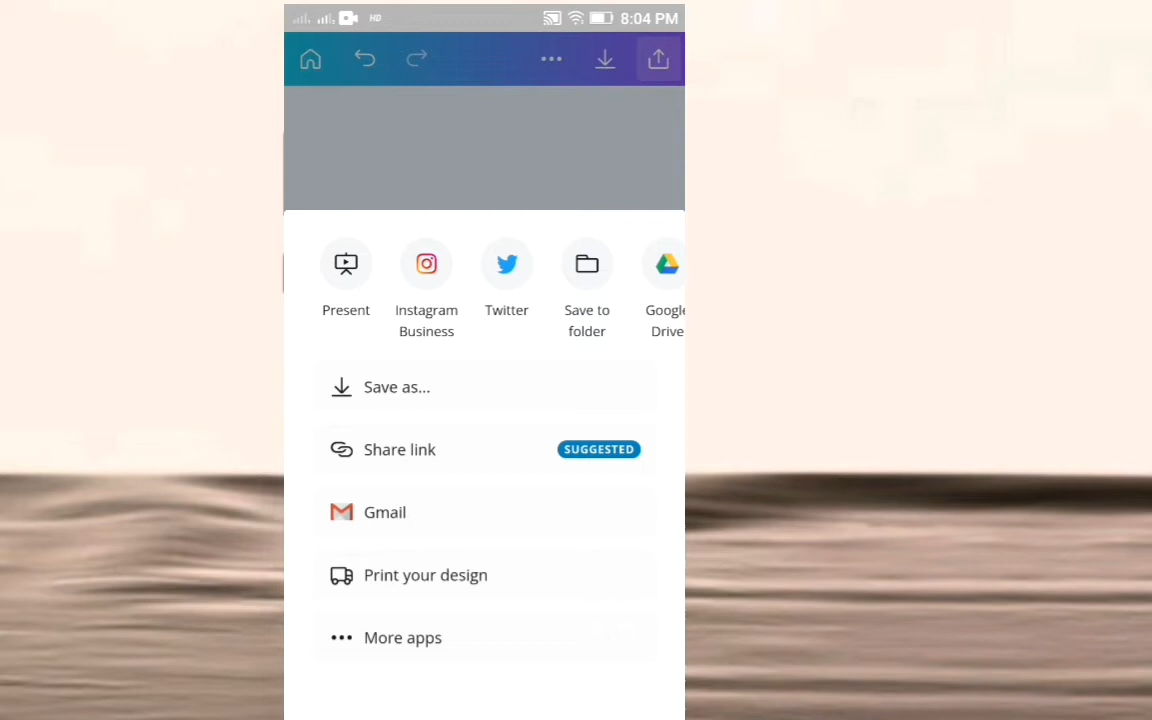 HD
8:04 PM
Present
Instagram
Business
Twitter
Save to
folder
Google
Drive
Save as...
Share link
SUGGESTED
Gmail
Print your design
More apps